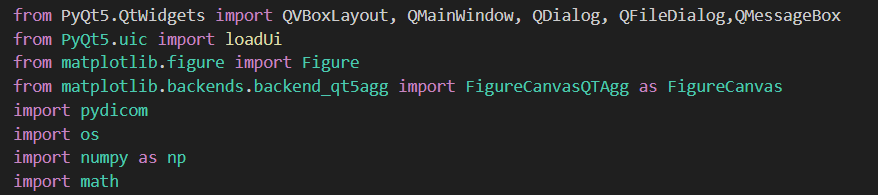 from PyQt5.QtWidgets import QVBoxLayout, QMainWindow, QDialog, QFileDialog,QMessageBox
from PyQt5.uic import loadUi
from matplotlib.figure import Figure
from matplotlib.backends.backend_qt5agg import FigureCanvasQTAgg as FigureCanvas
import pydicom
import os
import numpy as np
import math